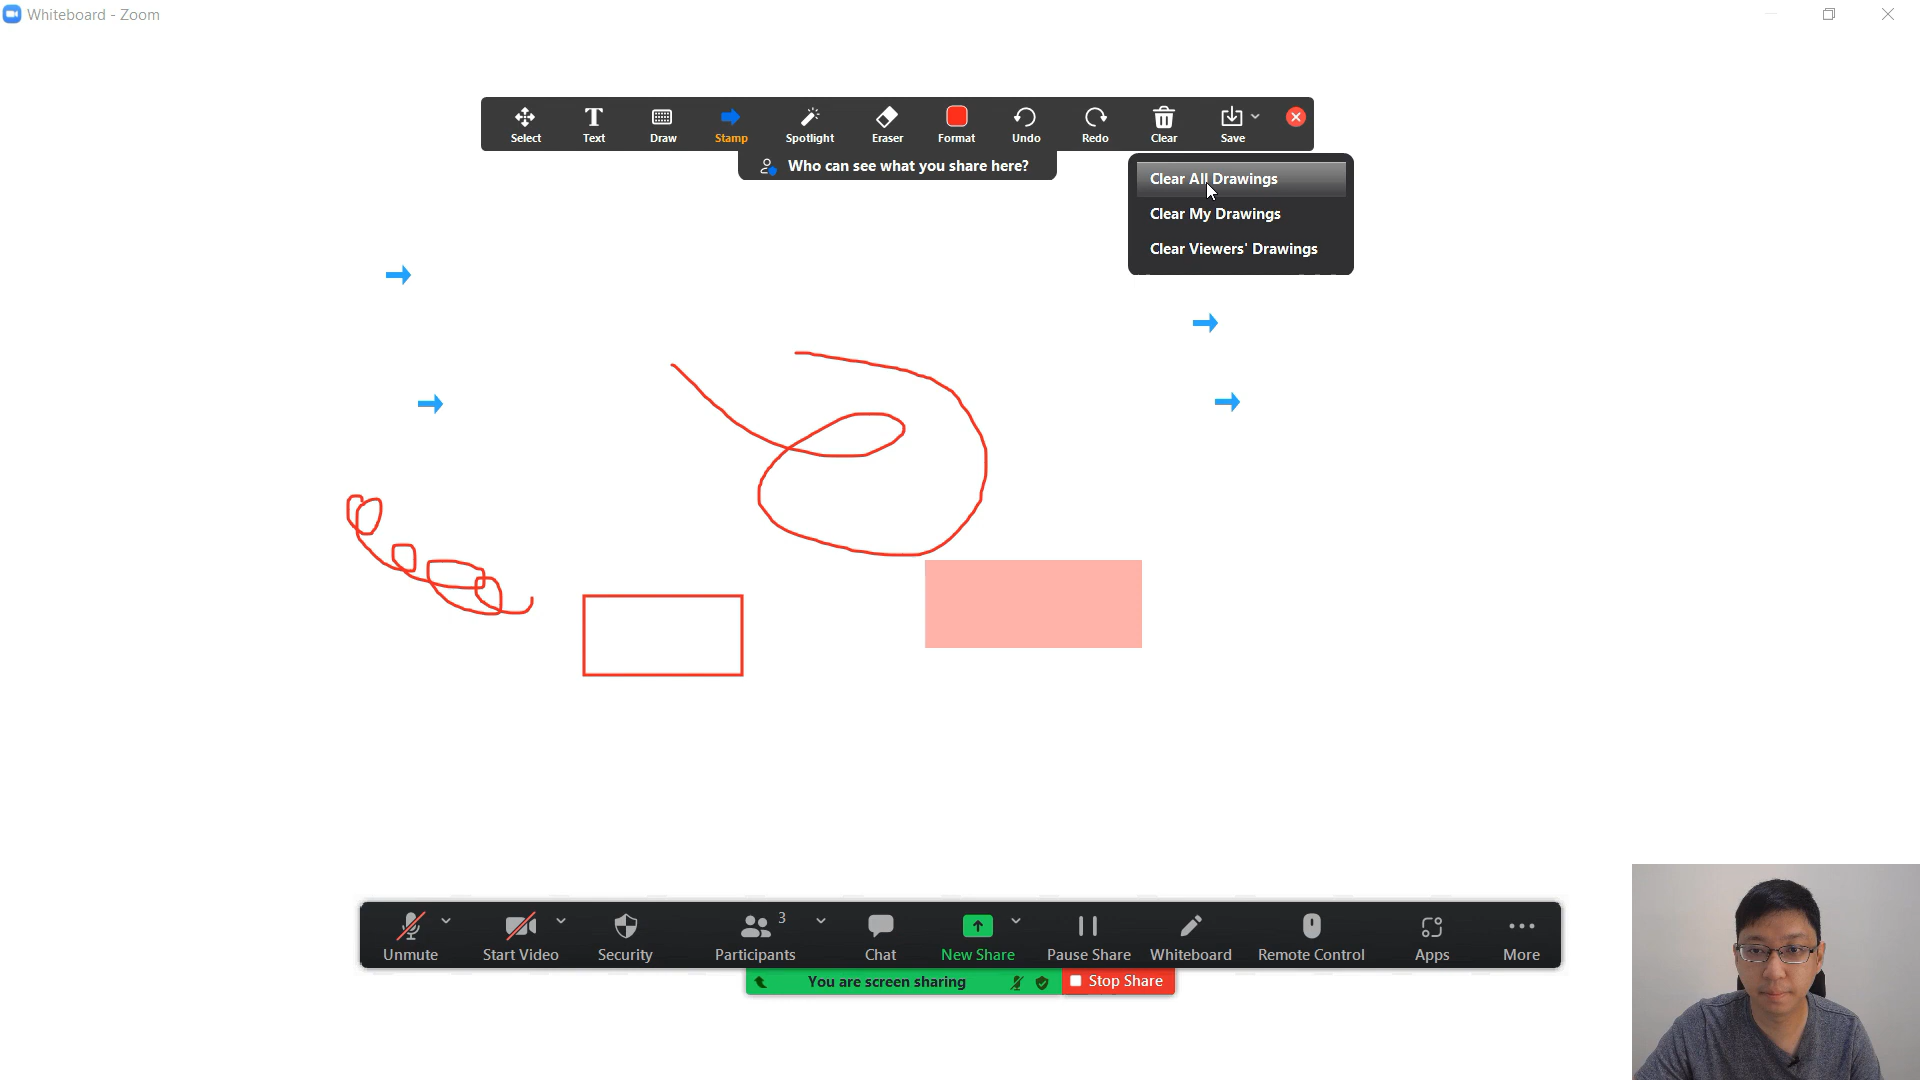 Whiteboard - Zoom
Select Text Draw Stamp Spotlight Eraser Format Undo Redo Clear Save
Who can see what you share here?
Clear All Drawings
Clear My Drawings
Clear Viewers' Drawings
3
Unmute Start Video Security Participants Chat New Share Pause Share Whiteboard Remote Control Apps More
You are screen sharing Stop Share